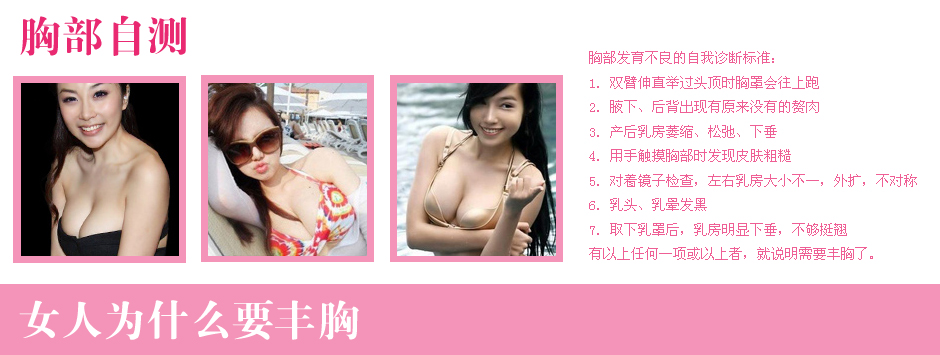 胸部自测
胸部发育不良的自我诊断标准：
1. 双臂伸直举过头顶时胸罩会往上跑
2. 腋下、后背出现有原来没有的赘肉
3. 产后乳房萎缩、松弛、下垂
4. 用手触摸胸部时发现皮肤粗糙
5. 对着镜子检查，左右乳房大小不一，外扩，不对称
6. 乳头、乳晕发黑
7. 取下乳罩后，乳房明显下垂，不够挺翘
有以上任何一项或以上者，就说明需要丰胸了。
女人为什么要丰胸